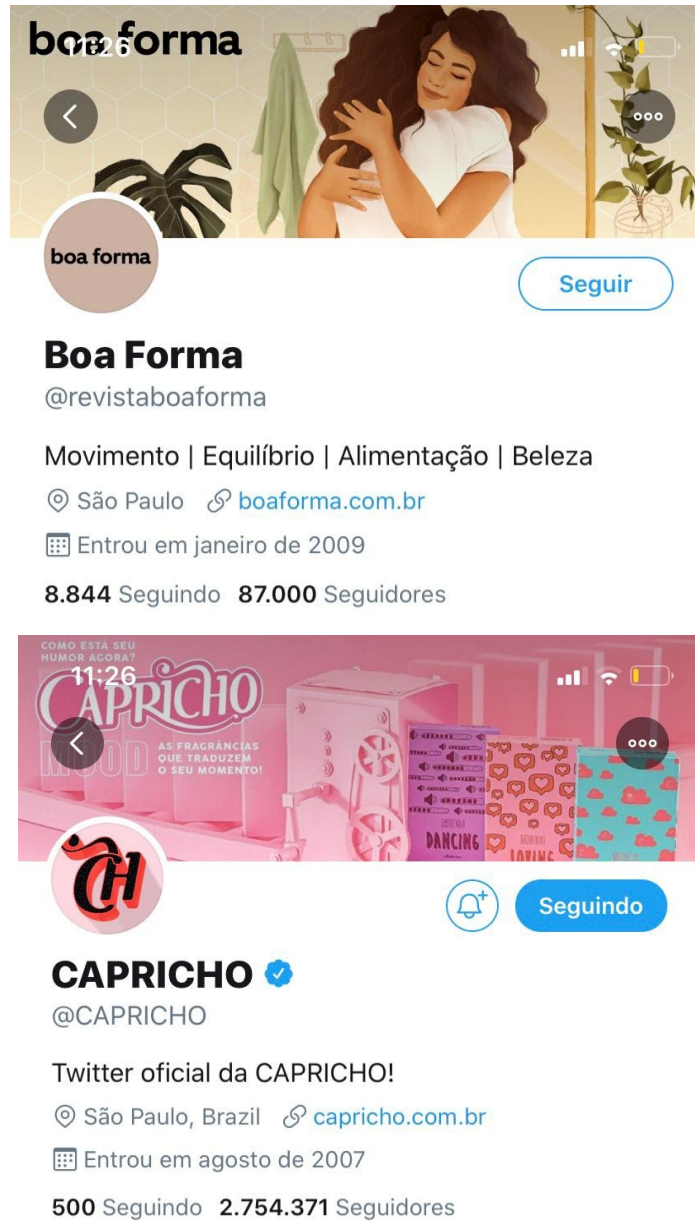 boa forma
11:26
boa forma
Seguir
Boa Forma
@revistaboaforma
Movimento | Equilíbrio | Alimentação | Beleza
São Paulo boaforma.com.br
Entrou em janeiro de 2009
8.844 Seguindo 87.000 Seguidores
COMO ESTÁ SEU
HUMOR AGORA?
11:26
CAPRICHO
MOOD
AS FRAGRÂNCIAS
QUE TRADUZEM
O SEU MOMENTO!
DANCING
LOVING
CH
Seguindo
CAPRICHO
@CAPRICHO
Twitter oficial da CAPRICHO!
São Paulo, Brazil capricho.com.br
Entrou em agosto de 2007
500 Seguindo 2.754.371 Seguidores